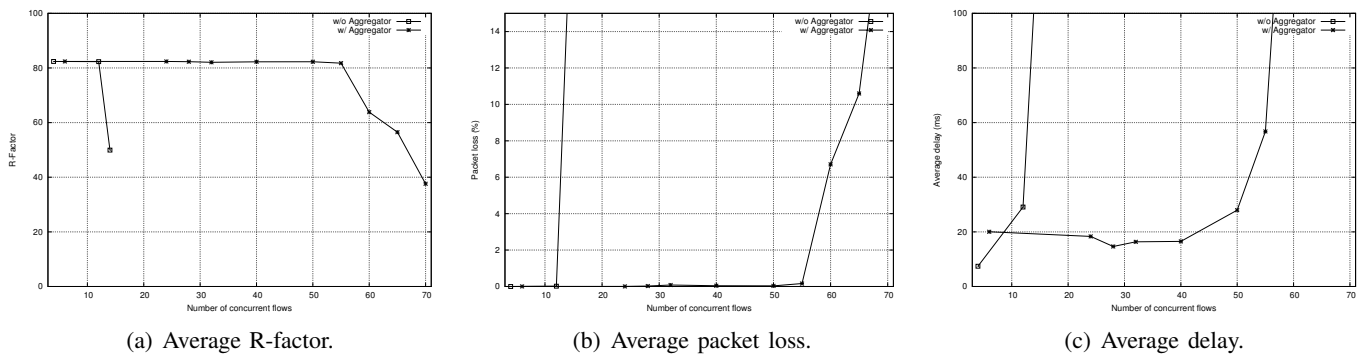 100
80
60
40
20
0
10 20 30 40 50 60 70
R-Factor
Number of concurrent flows
w/o Aggregator
w/ Aggregator
(a) Average R-factor.
14
12
10
8
6
4
2
0
10 20 30 40 50 60 70
Packet loss (%)
Number of concurrent flows
w/o Aggregator
w/ Aggregator
(b) Average packet loss.
100
80
60
40
20
0
10 20 30 40 50 60 70
Average delay (ms)
Number of concurrent flows
w/o Aggregator
w/ Aggregator
(c) Average delay.